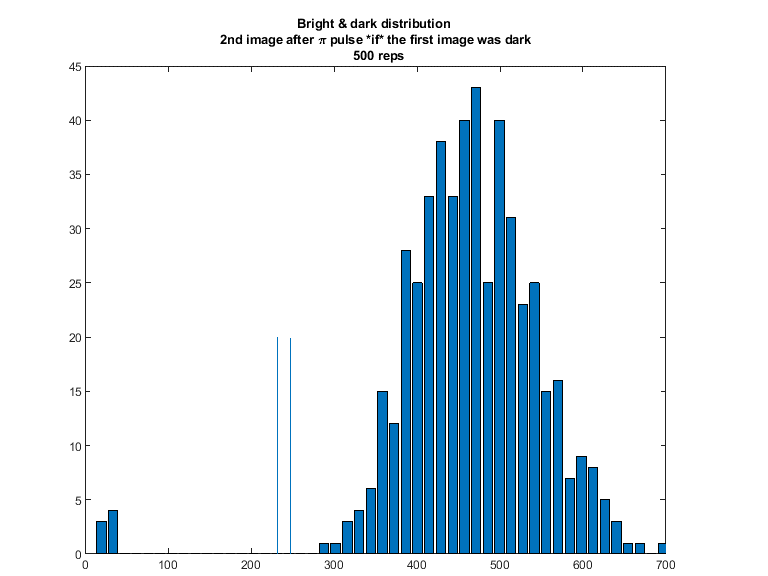 Bright & dark distribution
2nd image after π pulse *if* the first image was dark
500 reps
45
40
35
30
25
20
15
10
5
0
0 100 200 300 400 500 600 700